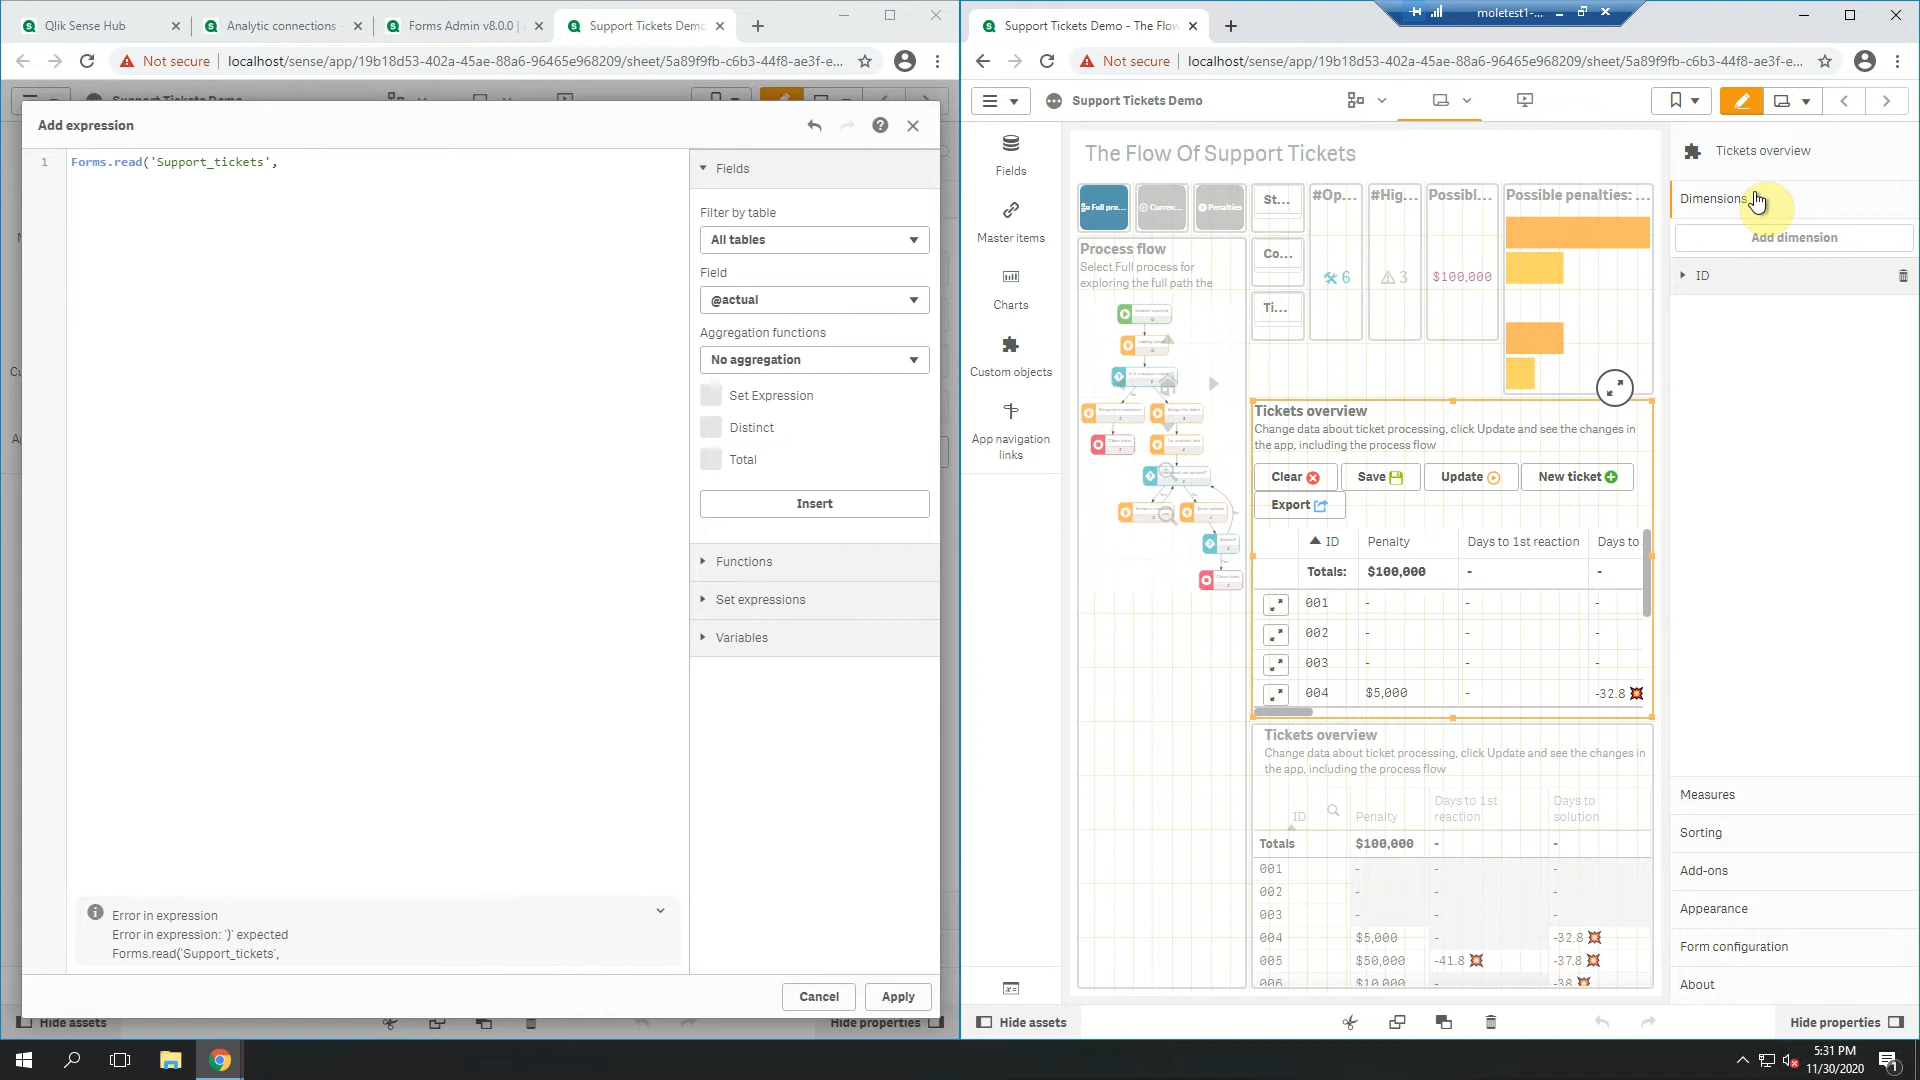 Qlik Sense Hub
Analytic connections -
Forms Admin v8.0.0 |
Support Tickets Demo
Not secure
localhost/sense/app/19b18d53-402a-45ae-88a6-96465e968209/sheet/5a89f9fb-c6b3-44f8-ae3f-e...
Add expression
1
Forms.read('Support_tickets',
Fields
Filter by table
All tables
Field
@actual
Aggregation functions
No aggregation
Set Expression
Distinct
Total
Insert
Functions
Set expressions
Variables
Error in expression
Error in expression: ')' expected
Forms.read('Support_tickets',
Cancel
Apply
Hide assets
Hide properties
Support Tickets Demo - The Flow
moletest1-...
Not secure
localhost/sense/app/19b18d53-402a-45ae-88a6-96465e968209/sheet/5a89f9fb-c6b3-44f8-ae3f-e...
Support Tickets Demo
Fields
Master items
Charts
Custom objects
App navigation
links
The Flow Of Support Tickets
Full pro...
Curren...
Penalties
St...
Co...
Ti...
#Op...
6
#Hig...
3
Possibl...
$100,000
Possible penalties: ...
Process flow
Select Full process for
exploring the full path the
Tickets overview
Change data about ticket processing, click Update and see the changes in
the app, including the process flow
Clear
Save
Update
New ticket
Export
ID Penalty Days to 1st reaction Days to
Totals: $100,000 - -
001 - - -
002 - - -
003 - - -
004 $5,000 - -32.8
Tickets overview
Change data about ticket processing, click Update and see the changes in
the app, including the process flow
ID Penalty Days to 1st reaction Days to solution
Totals $100,000 - -
001 - - -
002 - - -
003 - - -
004 $5,000 - -32.8
005 $50,000 -41.8 -37.8
006 $10,000 - -38
Tickets overview
Dimensions
Add dimension
ID
Measures
Sorting
Add-ons
Appearance
Form configuration
About
Hide assets
Hide properties
5:31 PM
11/30/2020
1